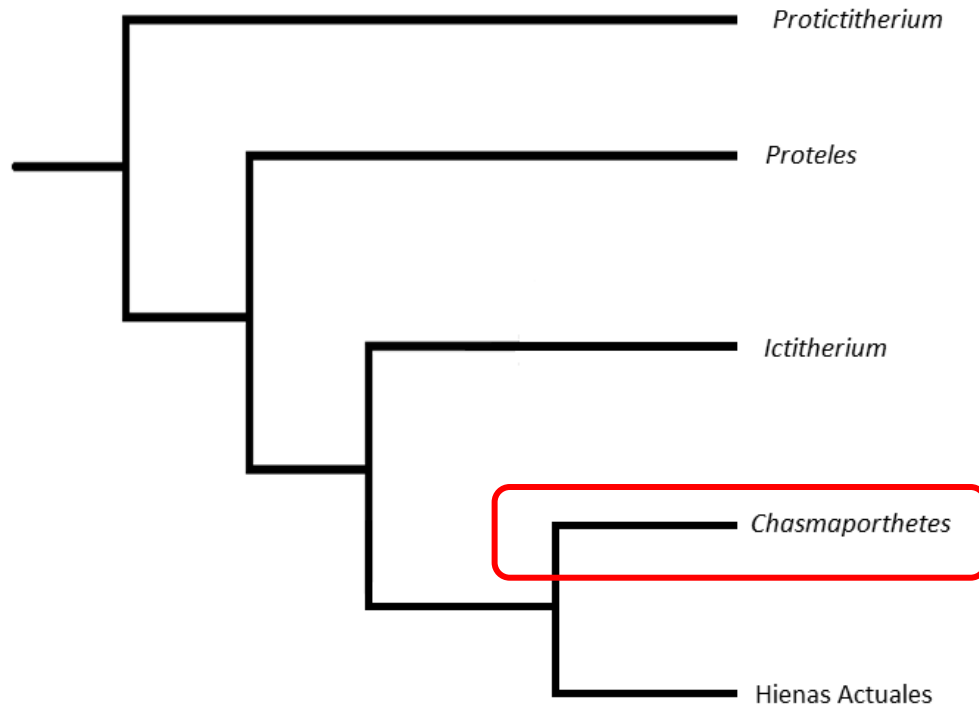 Protictitherium
Proteles
Ictitherium
Chasmaporthetes
Hienas Actuales